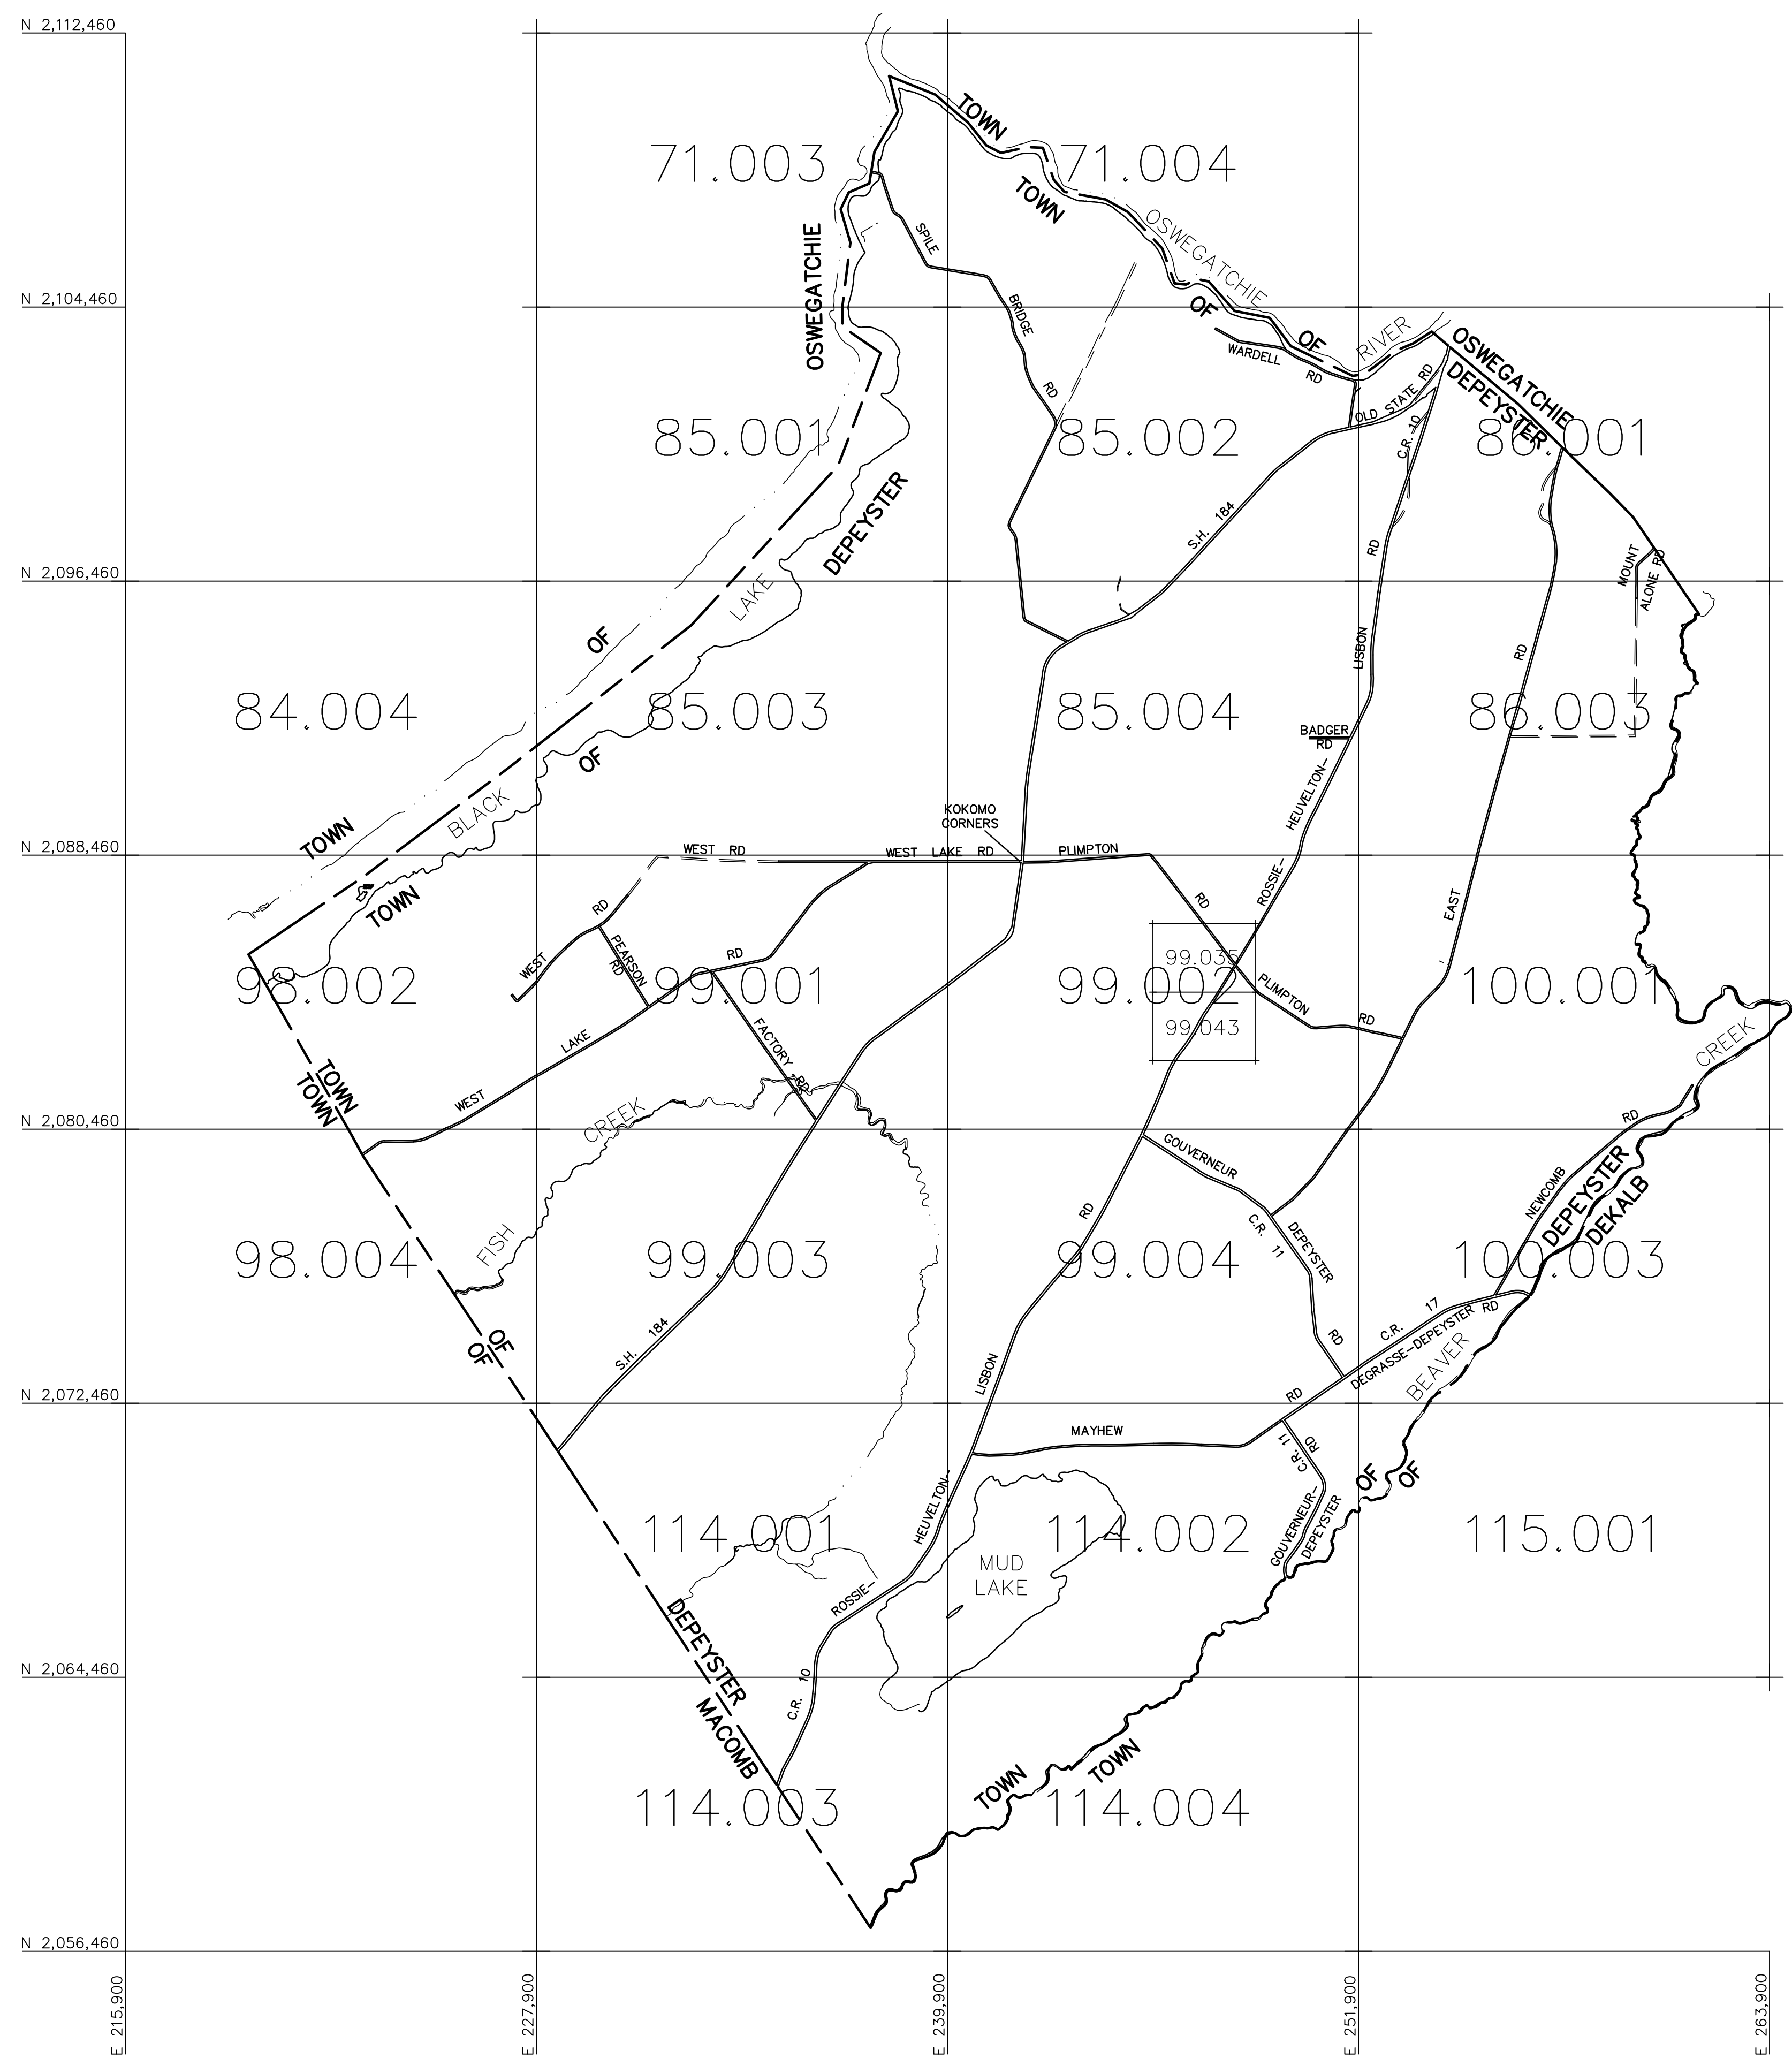 N 2,112,460
TOWN
71.003
71.004
TOWN
OSWEGATCHIE
SPILE
OSWEGATCHIE
BRIDGE
N 2,104,460
OF
OF
RIVER
OSWEGATCHIE
WARDELL
RD
DEPEYSTER
RD
OLD STATE RD
85.001
85.002
C.R. 10
86.001
DEPEYSTER
S.H. 184
RD
MOUNT
ALONE RD
N 2,096,460
LAKE
OF
LISBON
RD
84.004
85.003
85.004
86.003
BADGER
RD
OF
HEUVELTON-
BLACK
TOWN
KOKOMO
CORNERS
N 2,088,460
WEST RD
WEST LAKE RD
PLIMPTON
ROSSIE-
TOWN
RD
RD
EAST
PEARSON
RD
WEST
RD
99.035
98.002
99.001
99.002
100.001
PLIMPTON
RD
99.043
FACTORY RD
LAKE
CREEK
TOWN
TOWN
WEST
CREEK
N 2,080,460
RD
GOUVERNEUR
NEWCOMB
DEPEYSTER
DEKALB
RD
C.R. 11
DEPEYSTER
FISH
98.004
99.003
99.004
100.003
OF
OF
S.H. 184
RD
C.R. 17
DEGRASSE-DEPEYSTER RD
BEAVER
LISBON
N 2,072,460
RD
MAYHEW
C.R. 11
RD
OF
OF
HEUVELTON-
GOUVERNEUR-
DEPEYSTER
114.001
114.002
115.001
MUD
LAKE
ROSSIE-
DEPEYSTER
MACOMB
N 2,064,460
C.R. 10
TOWN
TOWN
114.003
114.004
N 2,056,460
E 215,900
E 227,900
E 239,900
E 251,900
E 263,900